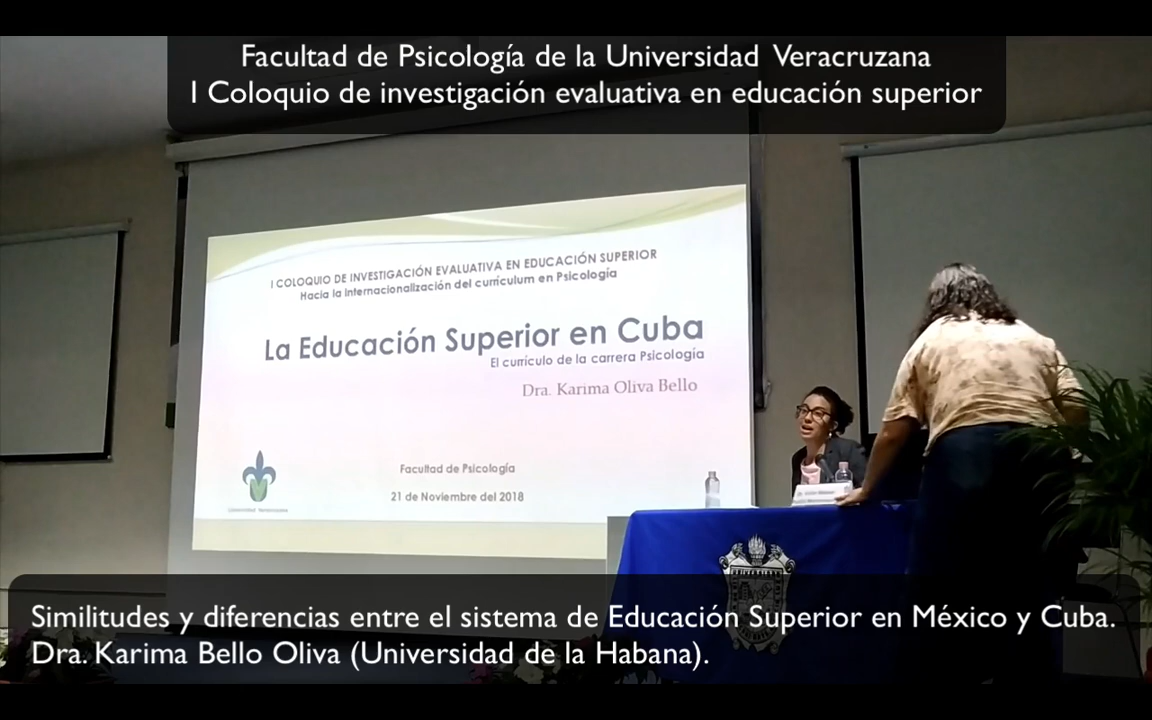 Facultad de Psicología de la Universidad Veracruzana
I Coloquio de investigación evaluativa en educación superior
I COLOQUIO DE INVESTIGACIÓN EVALUATIVA EN EDUCACIÓN SUPERIOR
Hacia la internacionalización del curriculum en Psicología
La Educación Superior en Cuba
El currículo de la carrera Psicología
Dra. Karima Oliva Bello
Facultad de Psicología
21 de Noviembre del 2018
Universidad Veracruzana
Similitudes y diferencias entre el sistema de Educación Superior en México y Cuba.
Dra. Karima Bello Oliva (Universidad de la Habana).